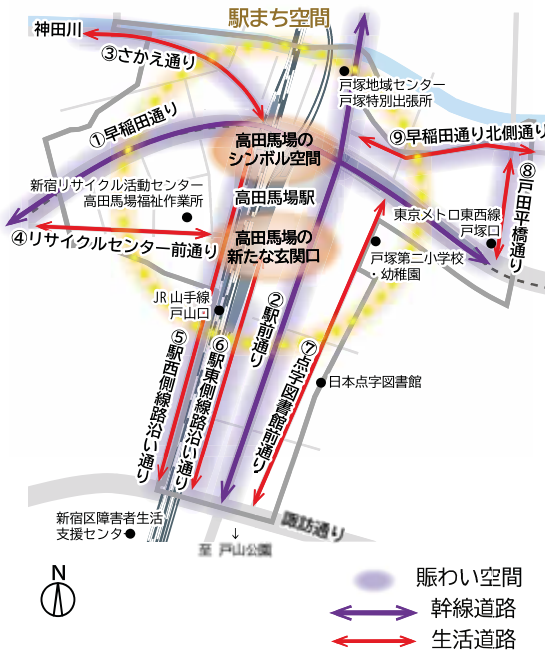 駅まち空間
神田川
③さかえ通り
戸塚地域センター
戸塚特別出張所
①早稲田通り
⑨早稲田通り北側通り
高田馬場の
シンボル空間
⑧戸田平橋通り
新宿リサイクル活動センター
高田馬場福祉作業所
高田馬場駅
東京メトロ東西線
戸塚口
④リサイクルセンター前通り
高田馬場の
新たな玄関口
戸塚第二小学校
・幼稚園
JR山手線
戸山口
②駅前通り
⑤駅西側線路沿い通り
⑥駅東側線路沿い通り
⑦点字図書館前通り
日本点字図書館
新宿区障害者生活
支援センター
諏訪通り
↓
至 戸山公園
N
賑わい空間
幹線道路
生活道路